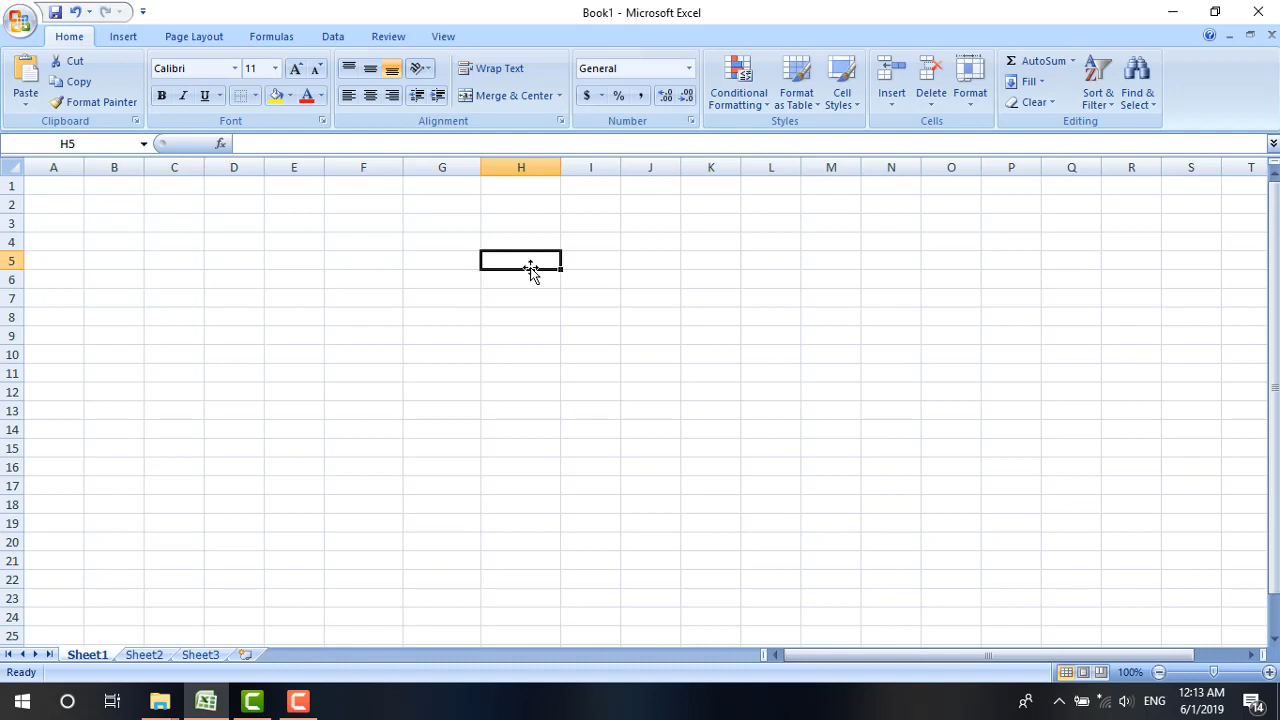 Book1 - Microsoft Excel
Home Insert Page Layout Formulas Data Review View
Paste
Cut
Copy
Format Painter
Clipboard
Calibri 11 A A
B I U A
Font
Wrap Text
Merge & Center
Alignment
General
$ % , .0 .00 .00 .0
Number
Conditional Formatting
Format as Table
Cell Styles
Styles
Insert Delete Format
Cells
Σ AutoSum
Fill
Clear
Sort & Filter
Find & Select
Editing
H5 fx
A B C D E F G H I J K L M N O P Q R S T
1
2
3
4
5
6
7
8
9
10
11
12
13
14
15
16
17
18
19
20
21
22
23
24
25
Sheet1 Sheet2 Sheet3
Ready 100%
ENG 12:13 AM
6/1/2019 14